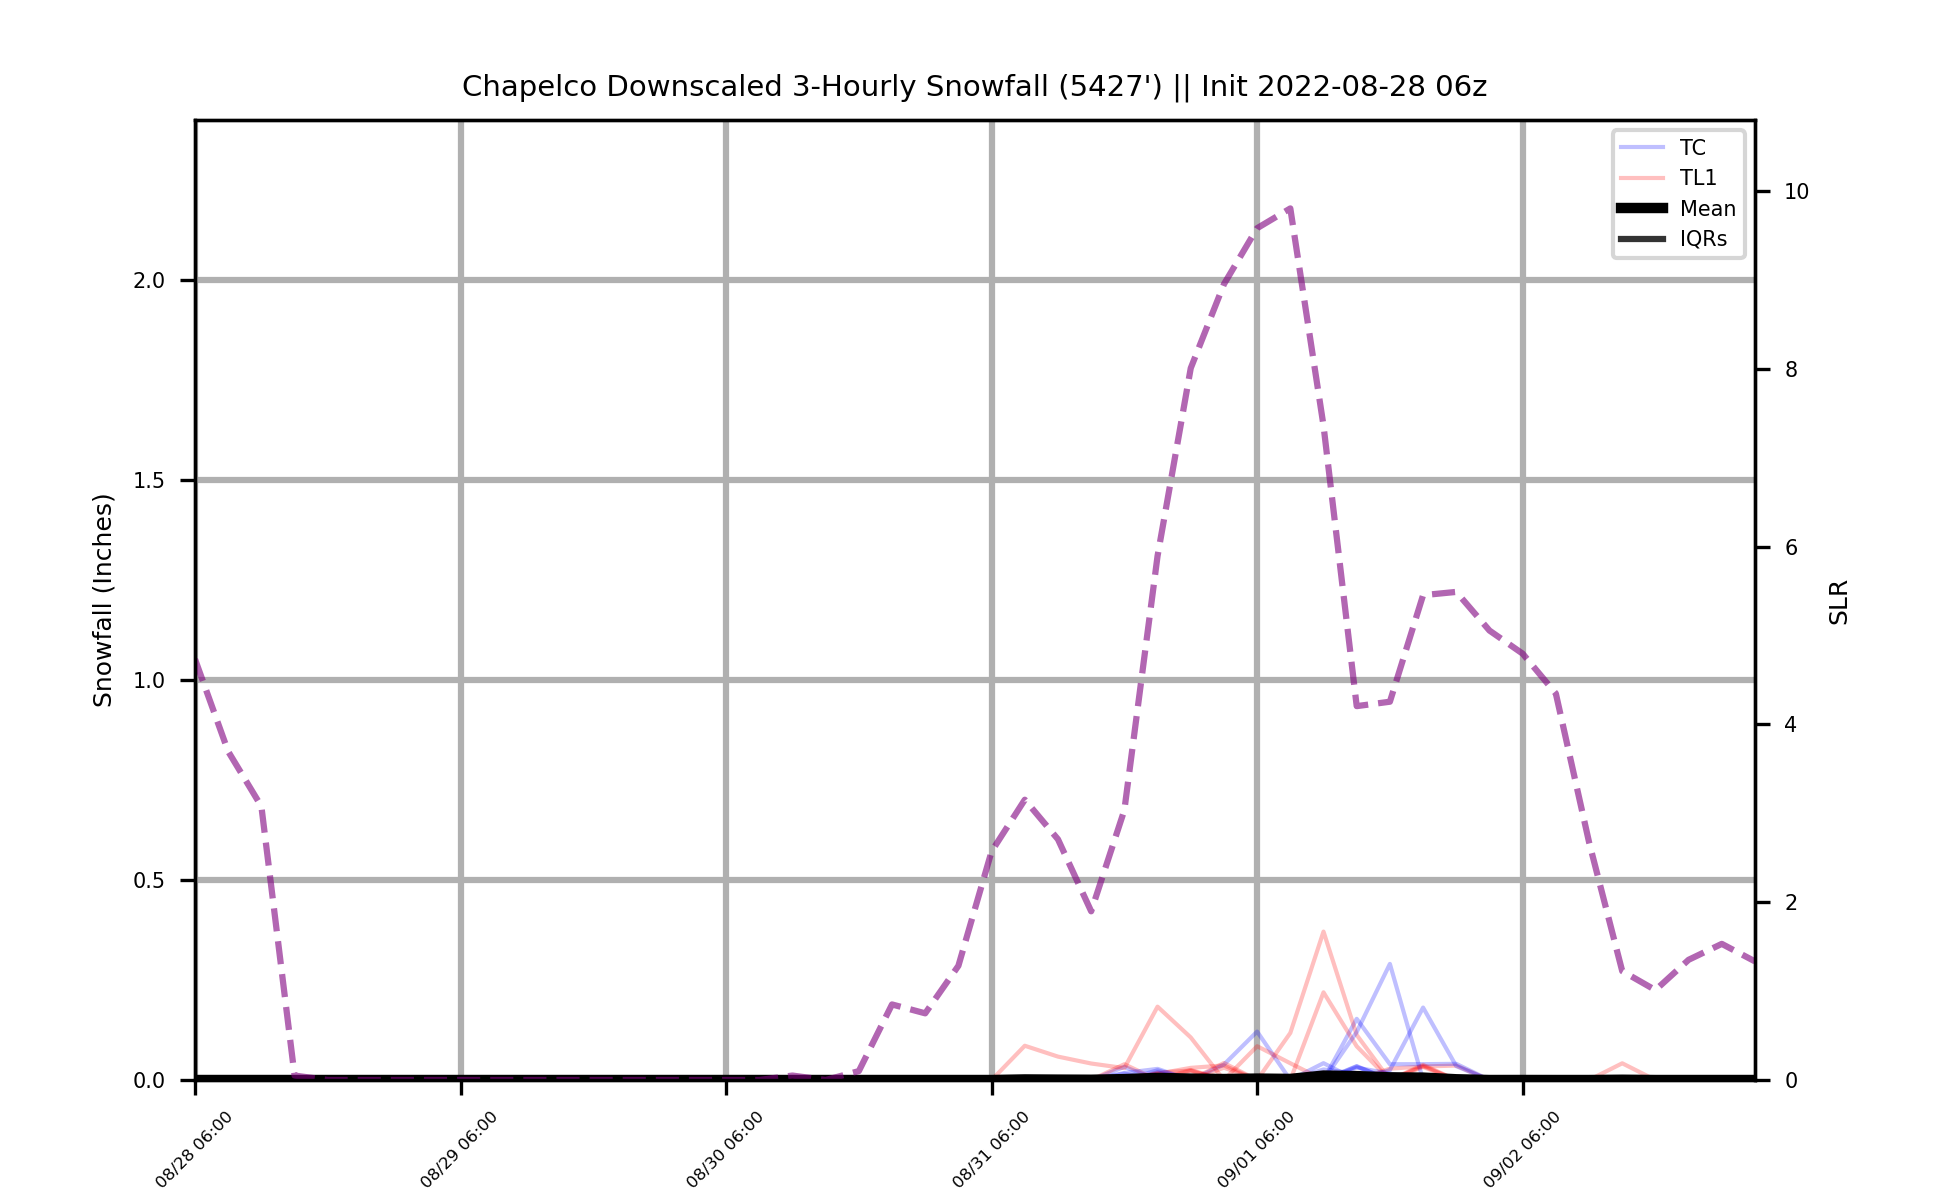 Chapelco Downscaled 3-Hourly Snowfall (5427') || Init 2022-08-28 06z
TC
TL1
Mean
IQRs
Snowfall (Inches)
2.0
1.5
1.0
0.5
0.0
10
8
6
4
2
0
SLR
08/28 06:00
08/29 06:00
08/30 06:00
08/31 06:00
09/01 06:00
09/02 06:00